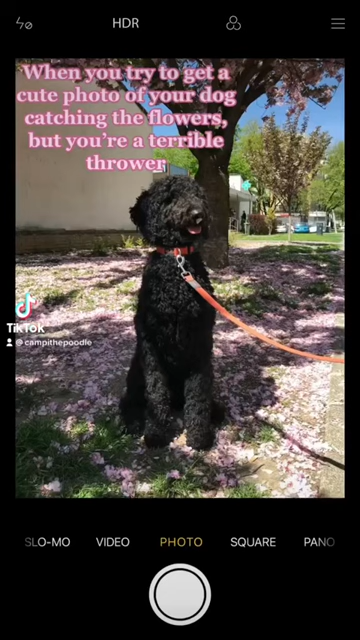 HDR
When you try to get a
cute photo of your dog
catching the flowers,
but you're a terrible
thrower
TikTok
@campithepoodle
SLO-MO VIDEO PHOTO SQUARE PANO